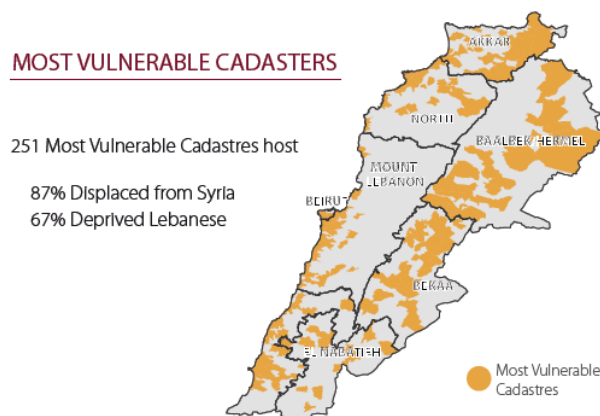 MOST VULNERABLE CADASTERS
251 Most Vulnerable Cadastres host
87% Displaced from Syria
67% Deprived Lebanese
AKKAR
NORTH
BAALBEK-HERMEL
MOUNT
LEBANON
BEIRUT
BEKAA
EL NABATIEH
Most Vulnerable
Cadastres